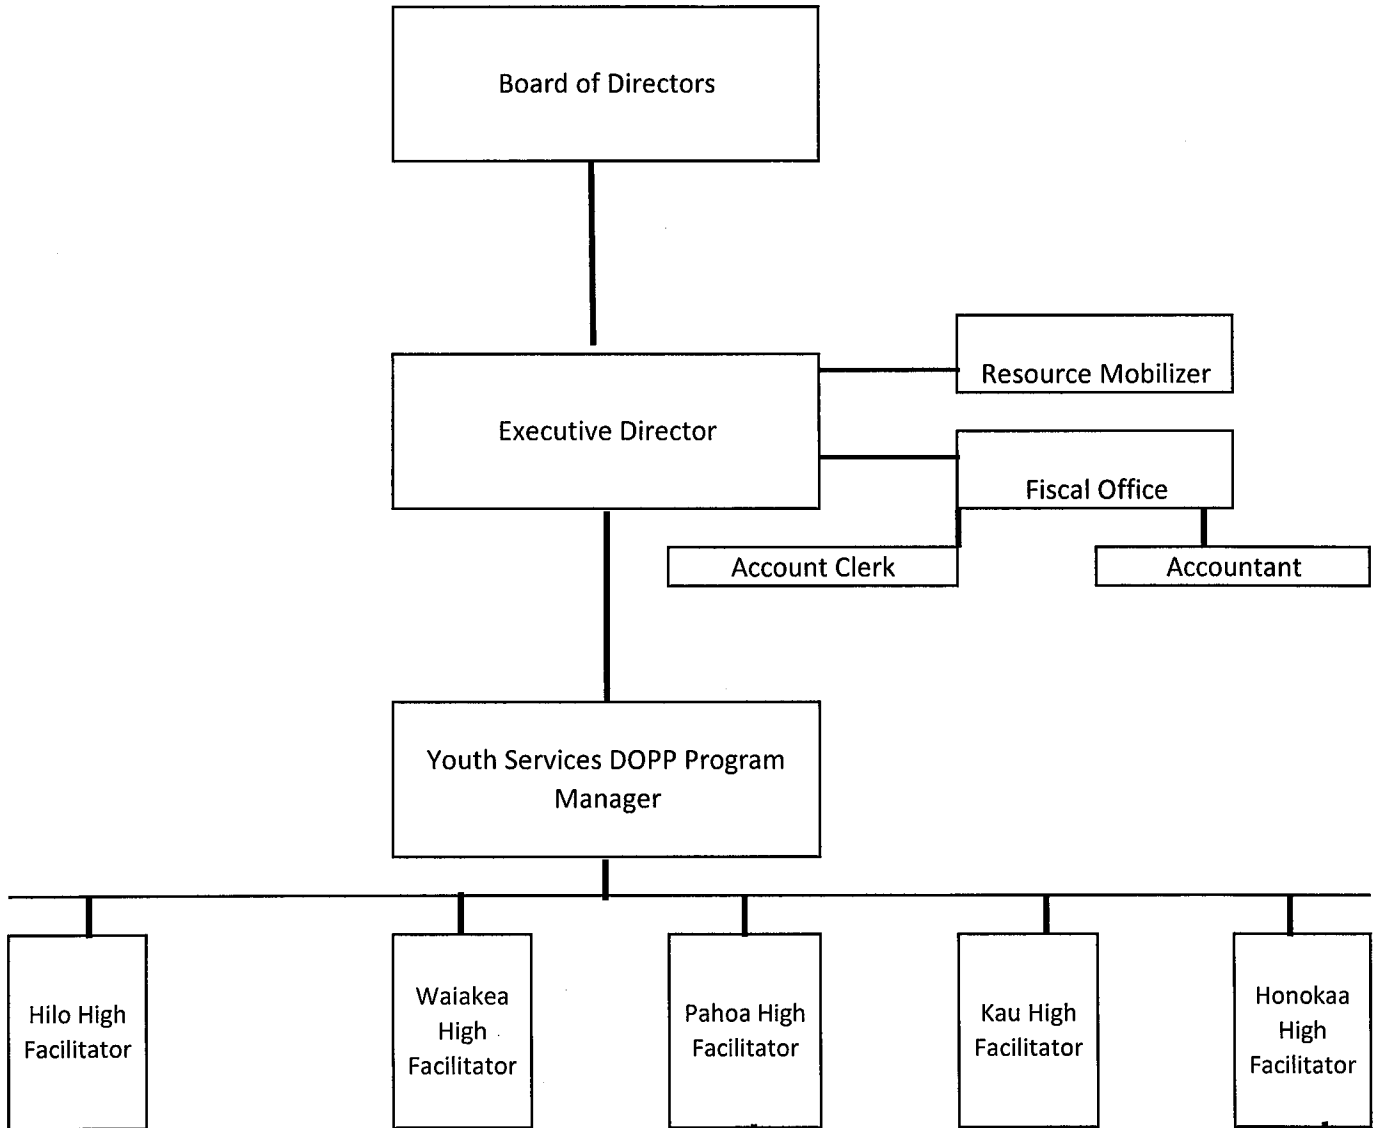 Board of Directors
Resource Mobilizer
Executive Director
Fiscal Office
Account Clerk
Accountant
Youth Services DOPP Program
Manager
Hilo High
Facilitator
Waiakea
High
Facilitator
Pahoa High
Facilitator
Kau High
Facilitator
Honokaa
High
Facilitator